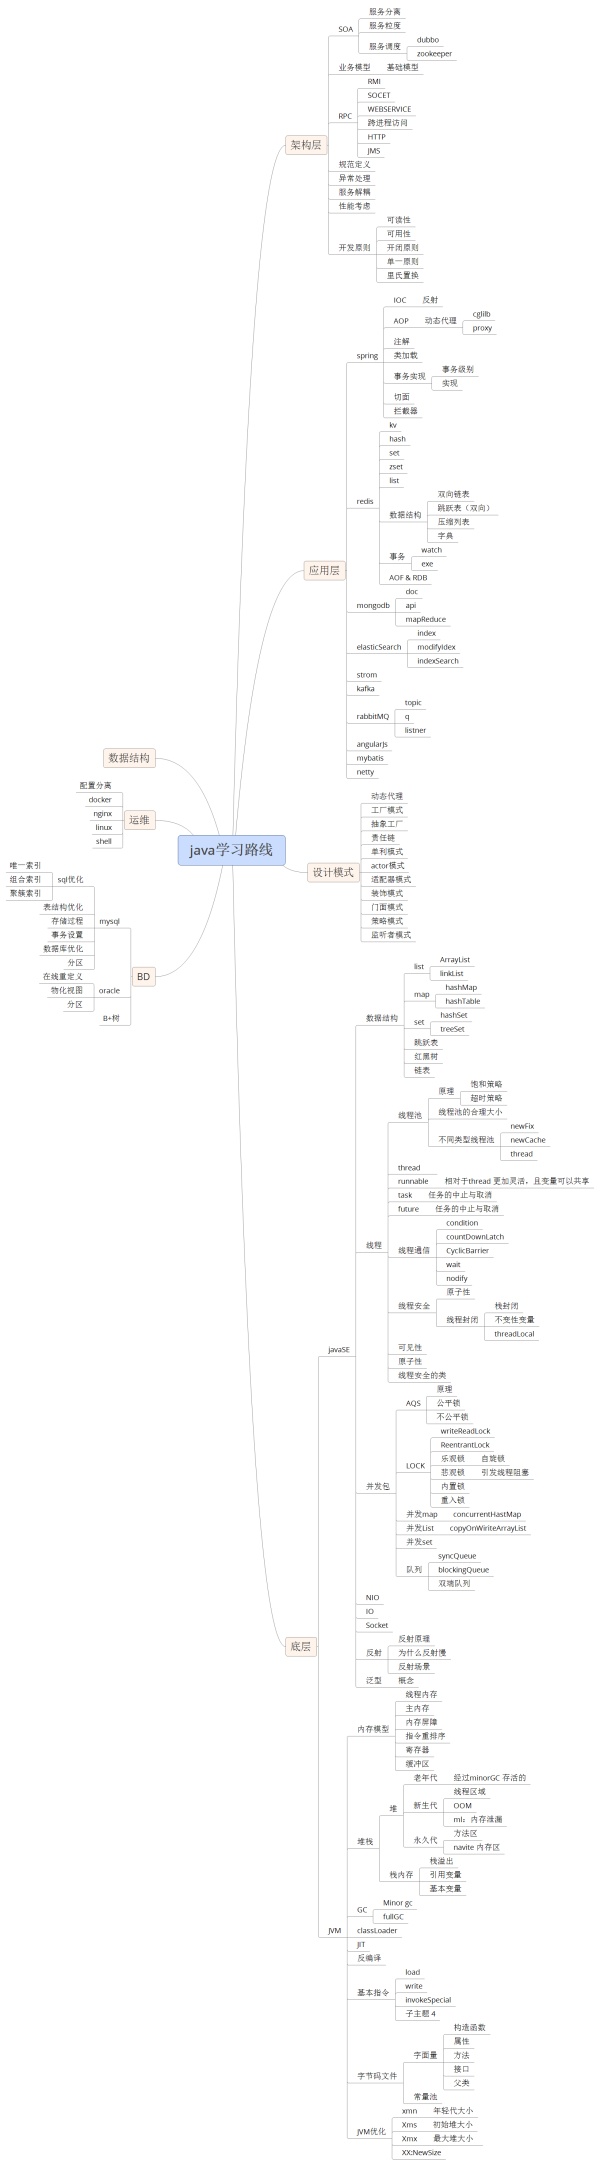 java学习路线
架构层
SOA
服务分离
服务粒度
服务调度
dubbo
zookeeper
业务模型
基础模型
RPC
RMI
SOCET
WEBSERVICE
跨进程访问
HTTP
JMS
规范定义
异常处理
服务解耦
性能考虑
开发原则
可读性
可用性
开闭原则
单一原则
里氏置换
应用层
spring
IOC
反射
AOP
动态代理
cglilb
proxy
注解
类加载
事务实现
事务级别
实现
切面
拦截器
redis
kv
hash
set
zset
list
数据结构
双向链表
跳跃表（双向）
压缩列表
字典
事务
watch
exe
AOF & RDB
mongodb
doc
api
mapReduce
elasticSearch
index
modifyIdex
indexSearch
strom
kafka
rabbitMQ
topic
q
listner
angularJs
mybatis
netty
设计模式
动态代理
工厂模式
抽象工厂
责任链
单利模式
actor模式
适配器模式
装饰模式
门面模式
策略模式
监听者模式
底层
javaSE
数据结构
list
ArrayList
linkList
map
hashMap
hashTable
set
hashSet
treeSet
跳跃表
红黑树
链表
线程
线程池
原理
饱和策略
超时策略
线程池的合理大小
不同类型线程池
newFix
newCache
thread
thread
runnable
相对于thread 更加灵活，且变量可以共享
task
任务的中止与取消
future
任务的中止与取消
线程通信
condition
countDownLatch
CyclicBarrier
wait
nodify
线程安全
原子性
线程封闭
栈封闭
不变性变量
threadLocal
可见性
原子性
线程安全的类
并发包
AQS
原理
公平锁
不公平锁
LOCK
writeReadLock
ReentrantLock
乐观锁
自旋锁
悲观锁
引发线程阻塞
内置锁
重入锁
并发map
concurrentHastMap
并发List
copyOnWiriteArrayList
并发set
队列
syncQueue
blockingQueue
双端队列
NIO
IO
Socket
反射
反射原理
为什么反射慢
反射场景
泛型
概念
JVM
内存模型
线程内存
主内存
内存屏障
指令重排序
寄存器
缓冲区
堆栈
堆
老年代
经过minorGC 存活的
新生代
线程区域
OOM
ml：内存泄漏
永久代
方法区
navite 内存区
栈内存
栈溢出
引用变量
基本变量
GC
Minor gc
fullGC
classLoader
JIT
反编译
基本指令
load
write
invokeSpecial
子主题 4
字节码文件
字面量
构造函数
属性
方法
接口
父类
常量池
JVM优化
xmn
年轻代大小
Xms
初始堆大小
Xmx
最大堆大小
XX:NewSize
数据结构
运维
配置分离
docker
nginx
linux
shell
BD
mysql
sql优化
唯一索引
组合索引
聚簇索引
表结构优化
存储过程
事务设置
数据库优化
分区
oracle
在线重定义
物化视图
分区
B+树